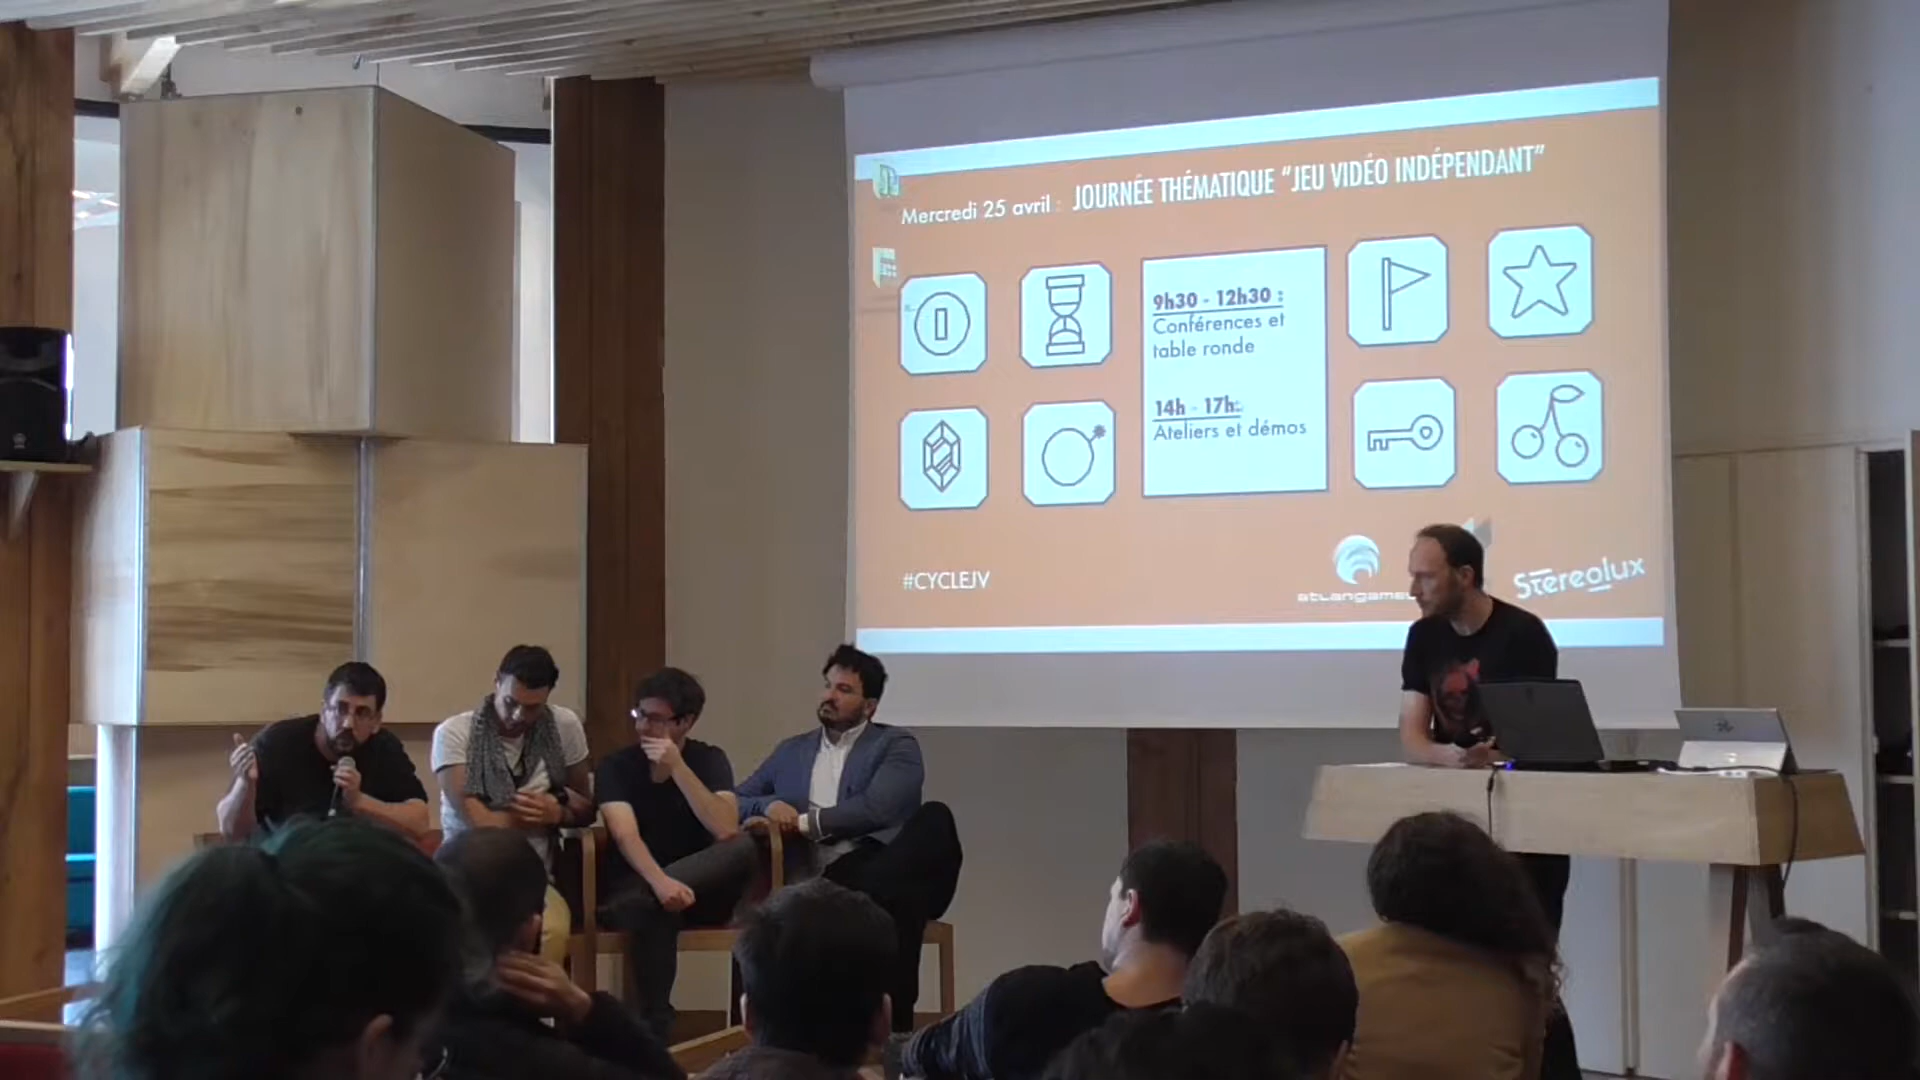 Mercredi 25 avril : JOURNÉE THÉMATIQUE "JEU VIDÉO INDÉPENDANT"
9h30 - 12h30 :
Conférences et
table ronde
14h - 17h:
Ateliers et démos
#CYCLEJV
Stereolux